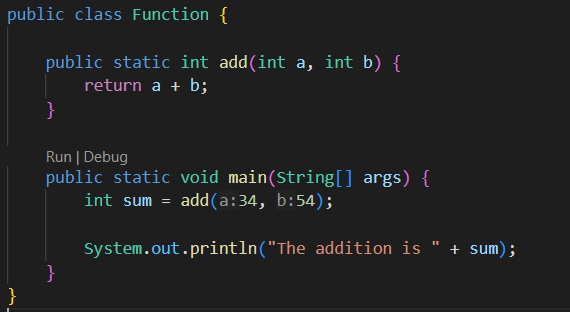 public class Function {
public static int add(int a, int b) {
return a + b;
}
Run | Debug
public static void main(String[] args) {
int sum = add(a:34, b:54);
System.out.println("The addition is " + sum);
}
}